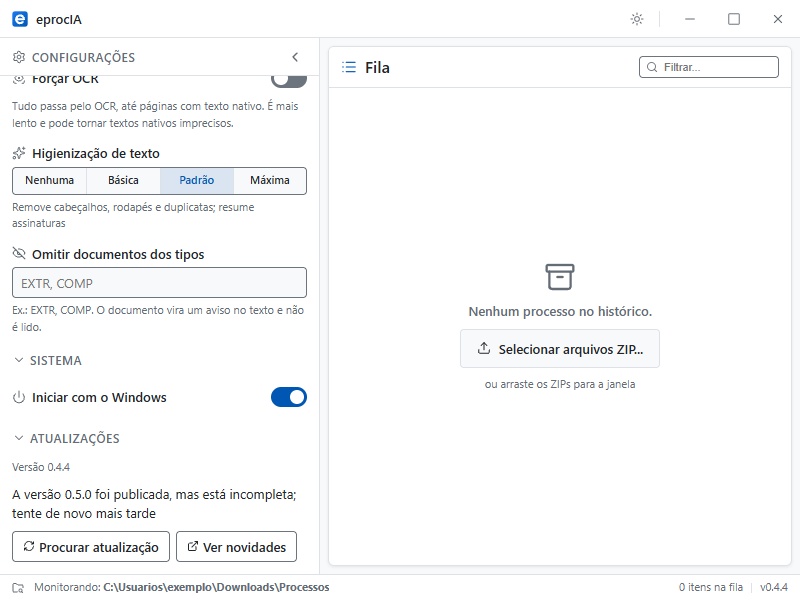 eprocIA
CONFIGURAÇÕES
Forçar OCR
Tudo passa pelo OCR, até páginas com texto nativo. É mais
lento e pode tornar textos nativos imprecisos.
Higienização de texto
Nenhuma Básica Padrão Máxima
Remove cabeçalhos, rodapés e duplicatas; resume
assinaturas
Omitir documentos dos tipos
EXTR, COMP
Ex.: EXTR, COMP. O documento vira um aviso no texto e não
é lido.
SISTEMA
Iniciar com o Windows
ATUALIZAÇÕES
Versão 0.4.4
A versão 0.5.0 foi publicada, mas está incompleta;
tente de novo mais tarde
Procurar atualização Ver novidades
Fila
Filtrar...
Nenhum processo no histórico.
Selecionar arquivos ZIP...
ou arraste os ZIPs para a janela
Monitorando: C:\Usuarios\exemplo\Downloads\Processos
0 itens na fila v0.4.4